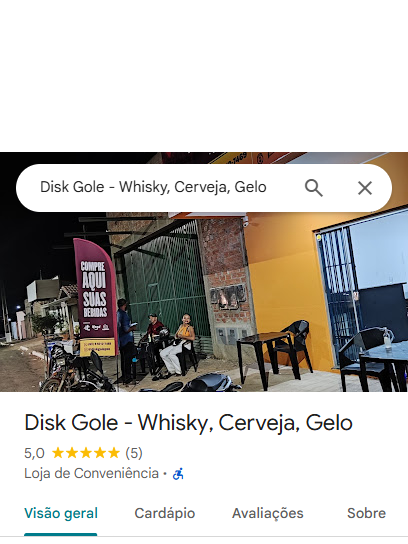 Disk Gole - Whisky, Cerveja, Gelo
COMPRE
AQUI
SUAS
BEBIDAS
Disk Gole - Whisky, Cerveja, Gelo
5,0 ★★★★★ (5)
Loja de Conveniência ·
Visão geral
Cardápio
Avaliações
Sobre